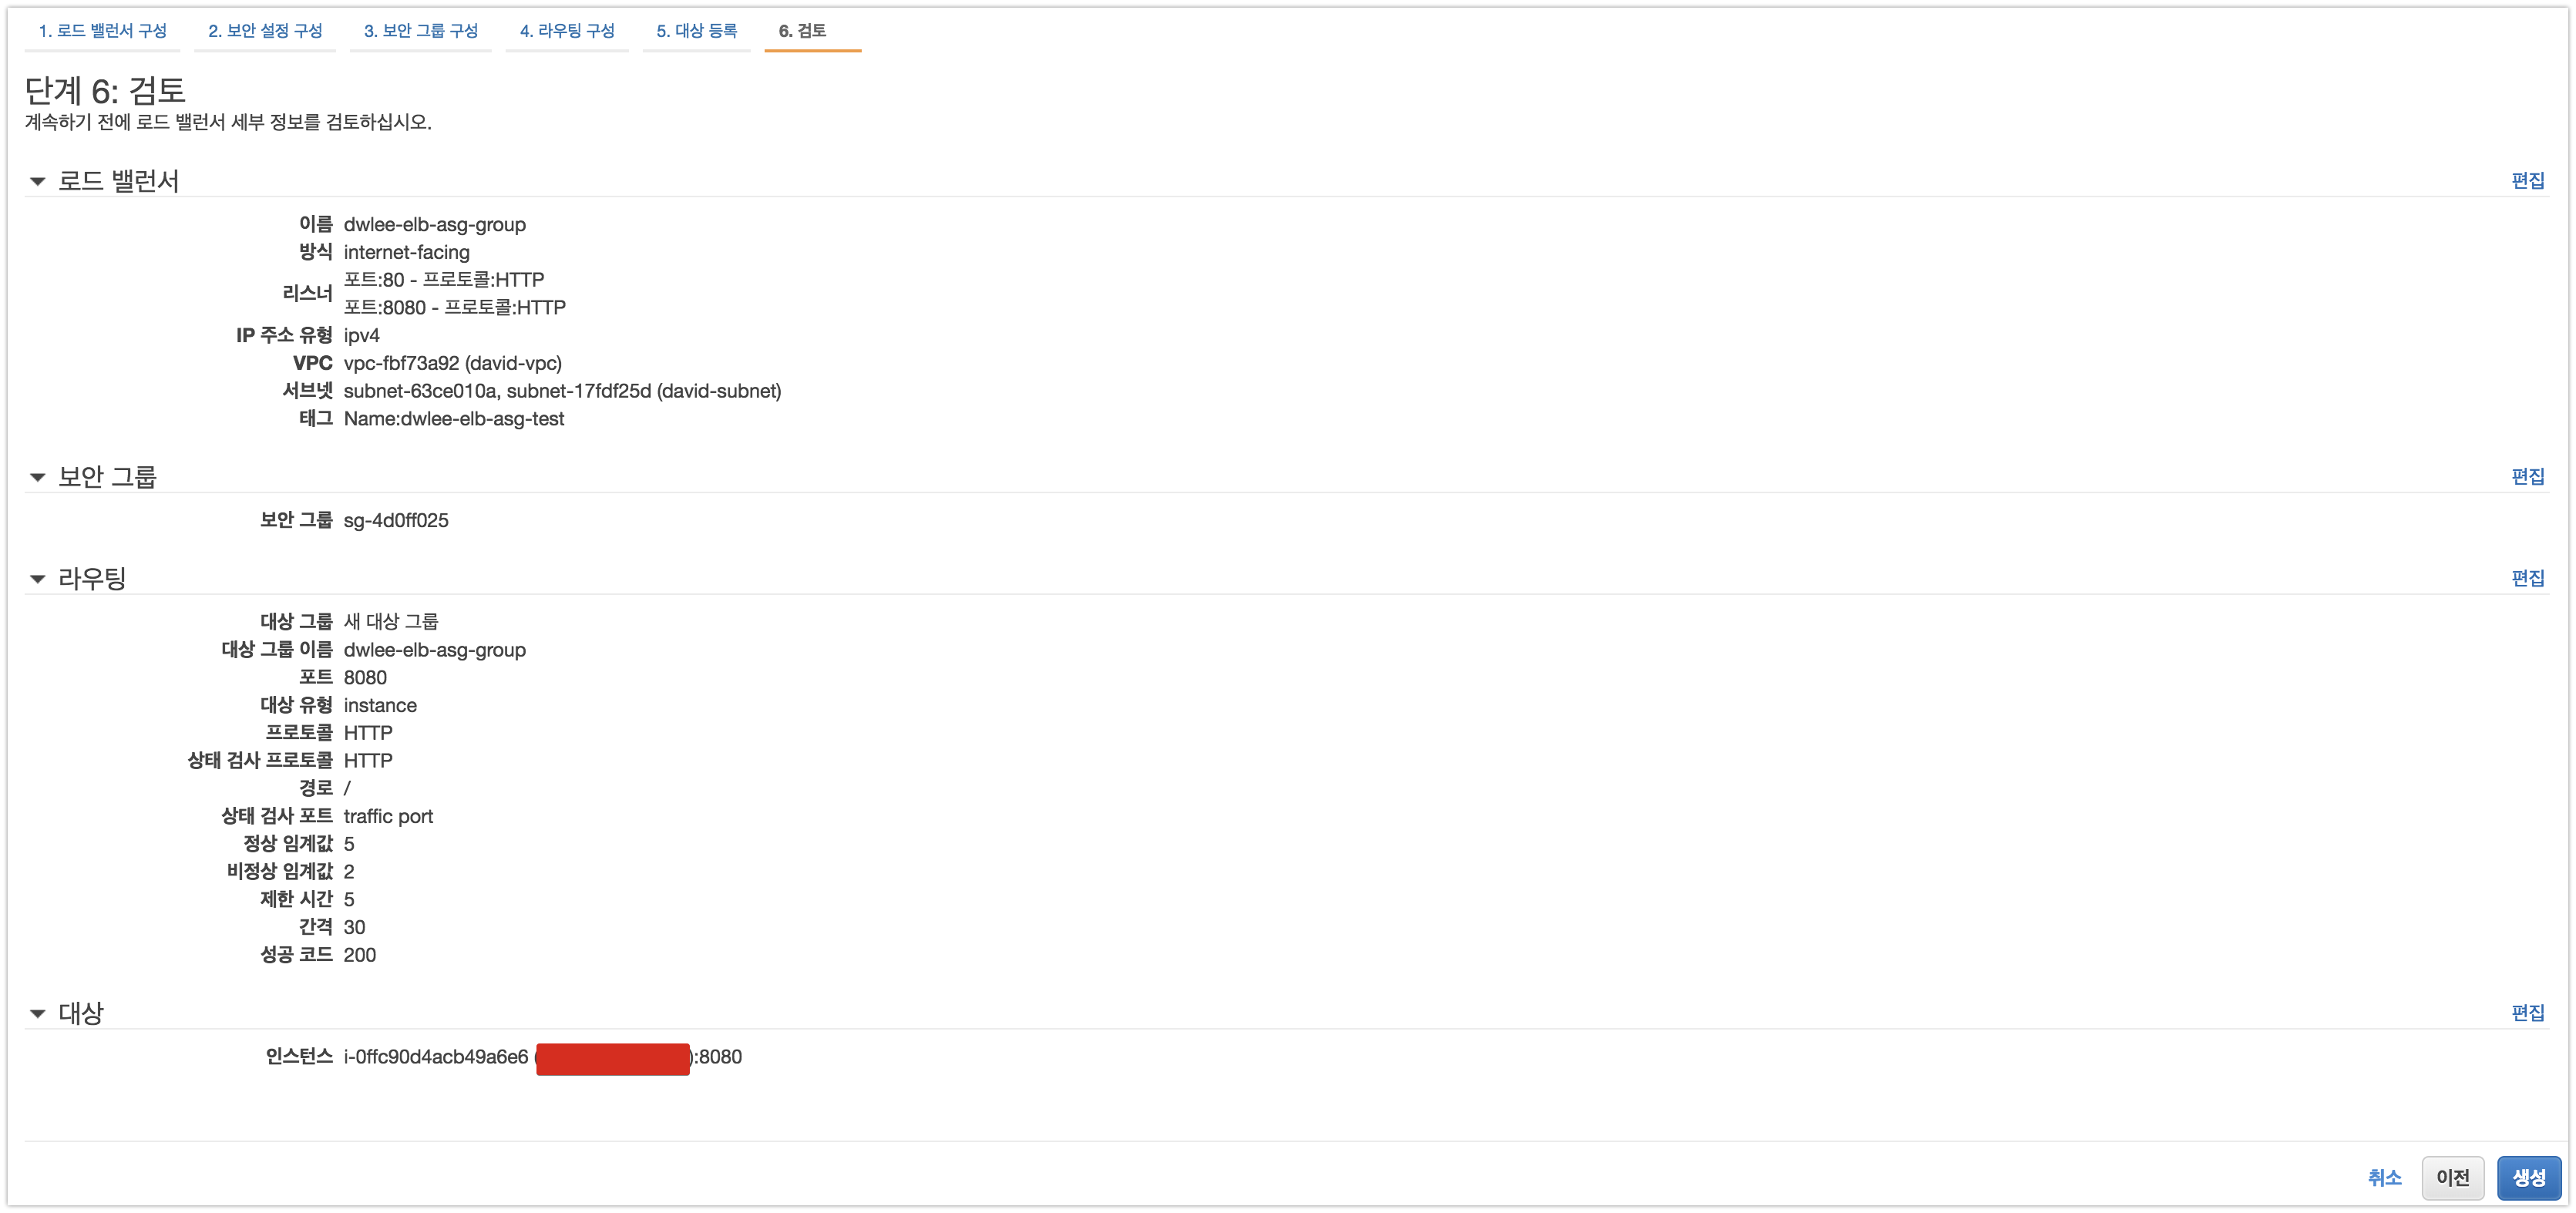 1. 로드 밸런서 구성 2. 보안 설정 구성 3. 보안 그룹 구성 4. 라우팅 구성 5. 대상 등록 6. 검토
단계 6: 검토
계속하기 전에 로드 밸런서 세부 정보를 검토하십시오.
로드 밸런서 편집
이름 dwlee-elb-asg-group
방식 internet-facing
리스너 포트:80 - 프로토콜:HTTP
포트:8080 - 프로토콜:HTTP
IP 주소 유형 ipv4
VPC vpc-fbf73a92 (david-vpc)
서브넷 subnet-63ce010a, subnet-17fdf25d (david-subnet)
태그 Name:dwlee-elb-asg-test
보안 그룹 편집
보안 그룹 sg-4d0ff025
라우팅 편집
대상 그룹 새 대상 그룹
대상 그룹 이름 dwlee-elb-asg-group
포트 8080
대상 유형 instance
프로토콜 HTTP
상태 검사 프로토콜 HTTP
경로 /
상태 검사 포트 traffic port
정상 임계값 5
비정상 임계값 2
제한 시간 5
간격 30
성공 코드 200
대상 편집
인스턴스 i-0ffc90d4acb49a6e6 ( ):8080
취소 이전 생성